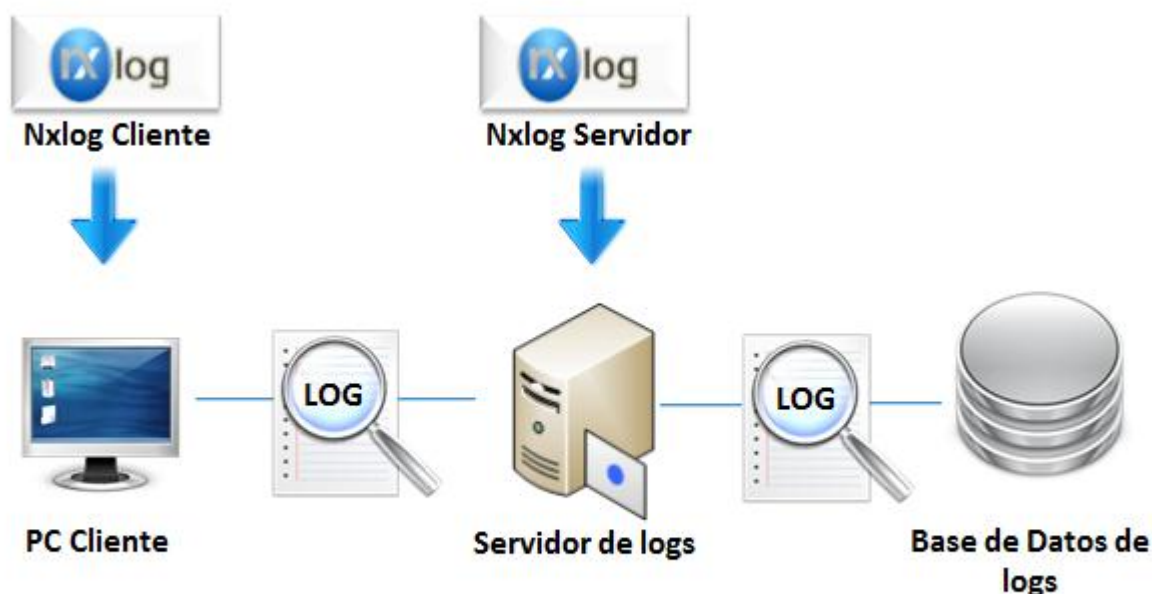 nxlog
nxlog
Nxlog Cliente
Nxlog Servidor
LOG
LOG
PC Cliente
Servidor de logs
Base de Datos de
logs